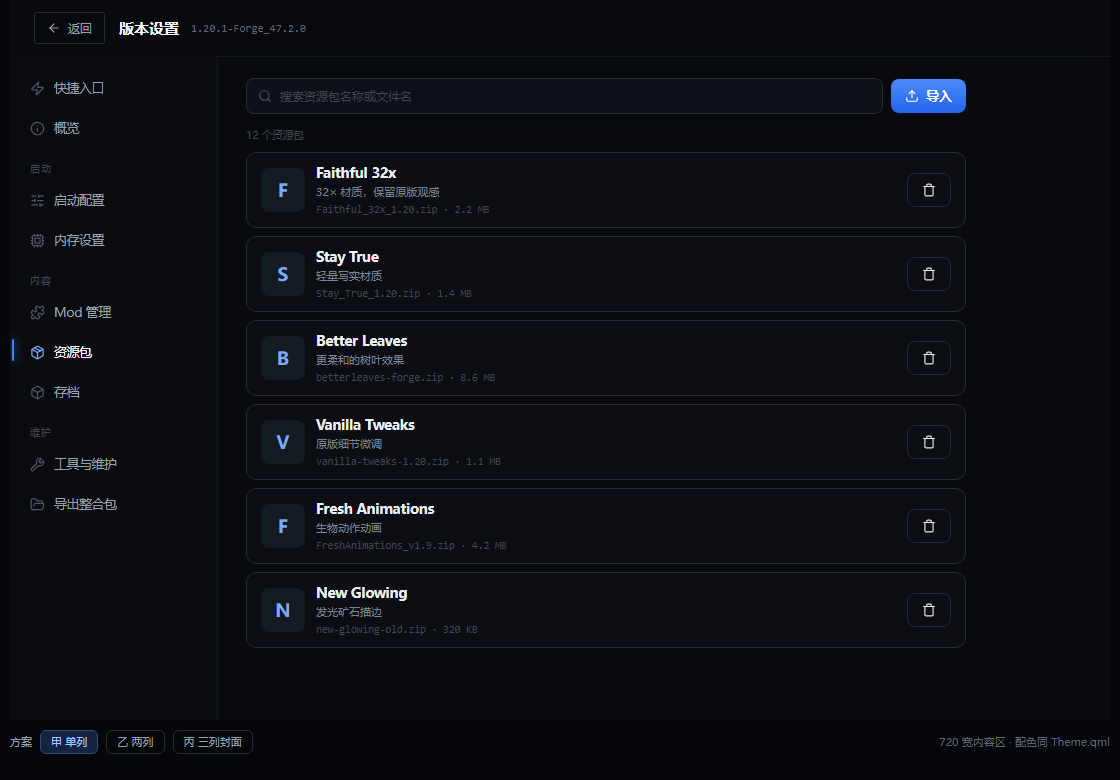 返回 版本设置 1.20.1-Forge_47.2.0
快捷入口
概览
启动
启动配置
内存设置
内容
Mod 管理
资源包
存档
维护
工具与维护
导出整合包
搜索资源包名称或文件名
导入
12 个资源包
F
Faithful 32x
32× 材质，保留原版观感
Faithful_32x_1.20.zip · 2.2 MB
S
Stay True
轻量写实材质
Stay_True_1.20.zip · 1.4 MB
B
Better Leaves
更柔和的树叶效果
betterleaves-forge.zip · 8.6 MB
V
Vanilla Tweaks
原版细节微调
vanilla-tweaks-1.20.zip · 1.1 MB
F
Fresh Animations
生物动作动画
FreshAnimations_v1.9.zip · 4.2 MB
N
New Glowing
发光矿石描边
new-glowing-old.zip · 320 KB
方案 甲 单列 乙 两列 丙 三列封面
720 宽内容区 · 配色同 Theme.qml